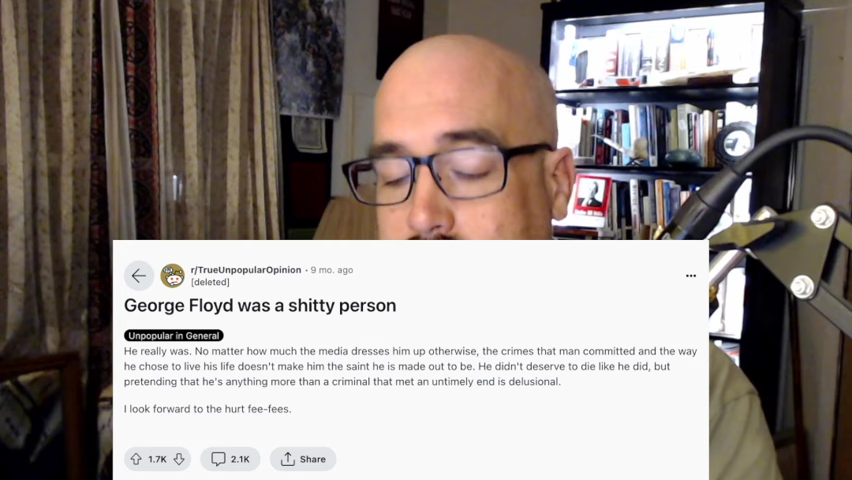 r/TrueUnpopularOpinion • 9 mo. ago
[deleted]
George Floyd was a shitty person
Unpopular in General
He really was. No matter how much the media dresses him up otherwise, the crimes that man committed and the way
he chose to live his life doesn't make him the saint he is made out to be. He didn't deserve to die like he did, but
pretending that he's anything more than a criminal that met an untimely end is delusional.
I look forward to the hurt fee-fees.
1.7K 2.1K Share